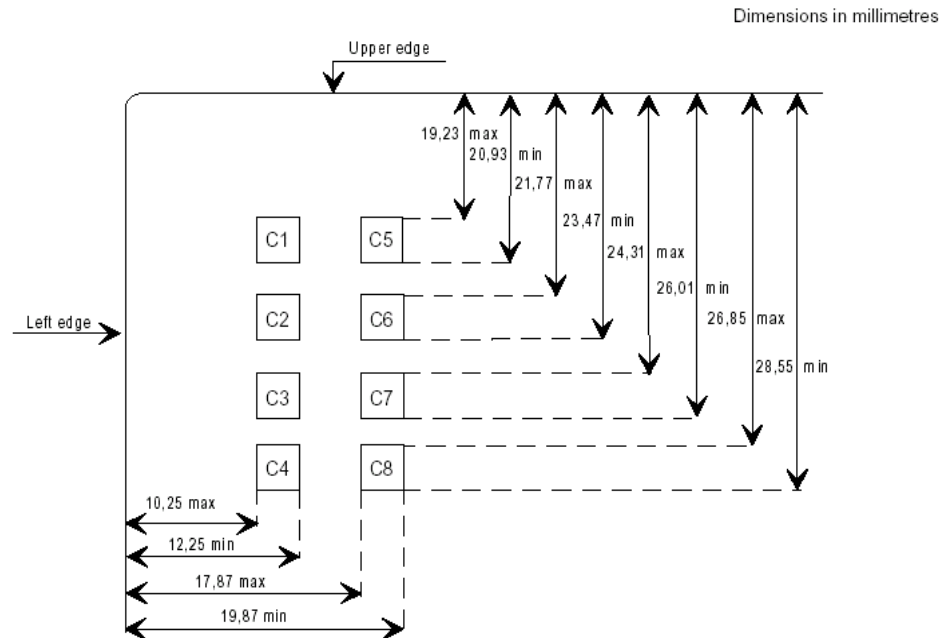 Dimensions in millimetres
Upper edge
19,23 max
20,93 min
21,77 max
23,47 min
24,31 max
26,01 min
26,85 max
28,55 min
C1 C5
C2 C6
Left edge
C3 C7
C4 C8
10,25 max
12,25 min
17,87 max
19,87 min